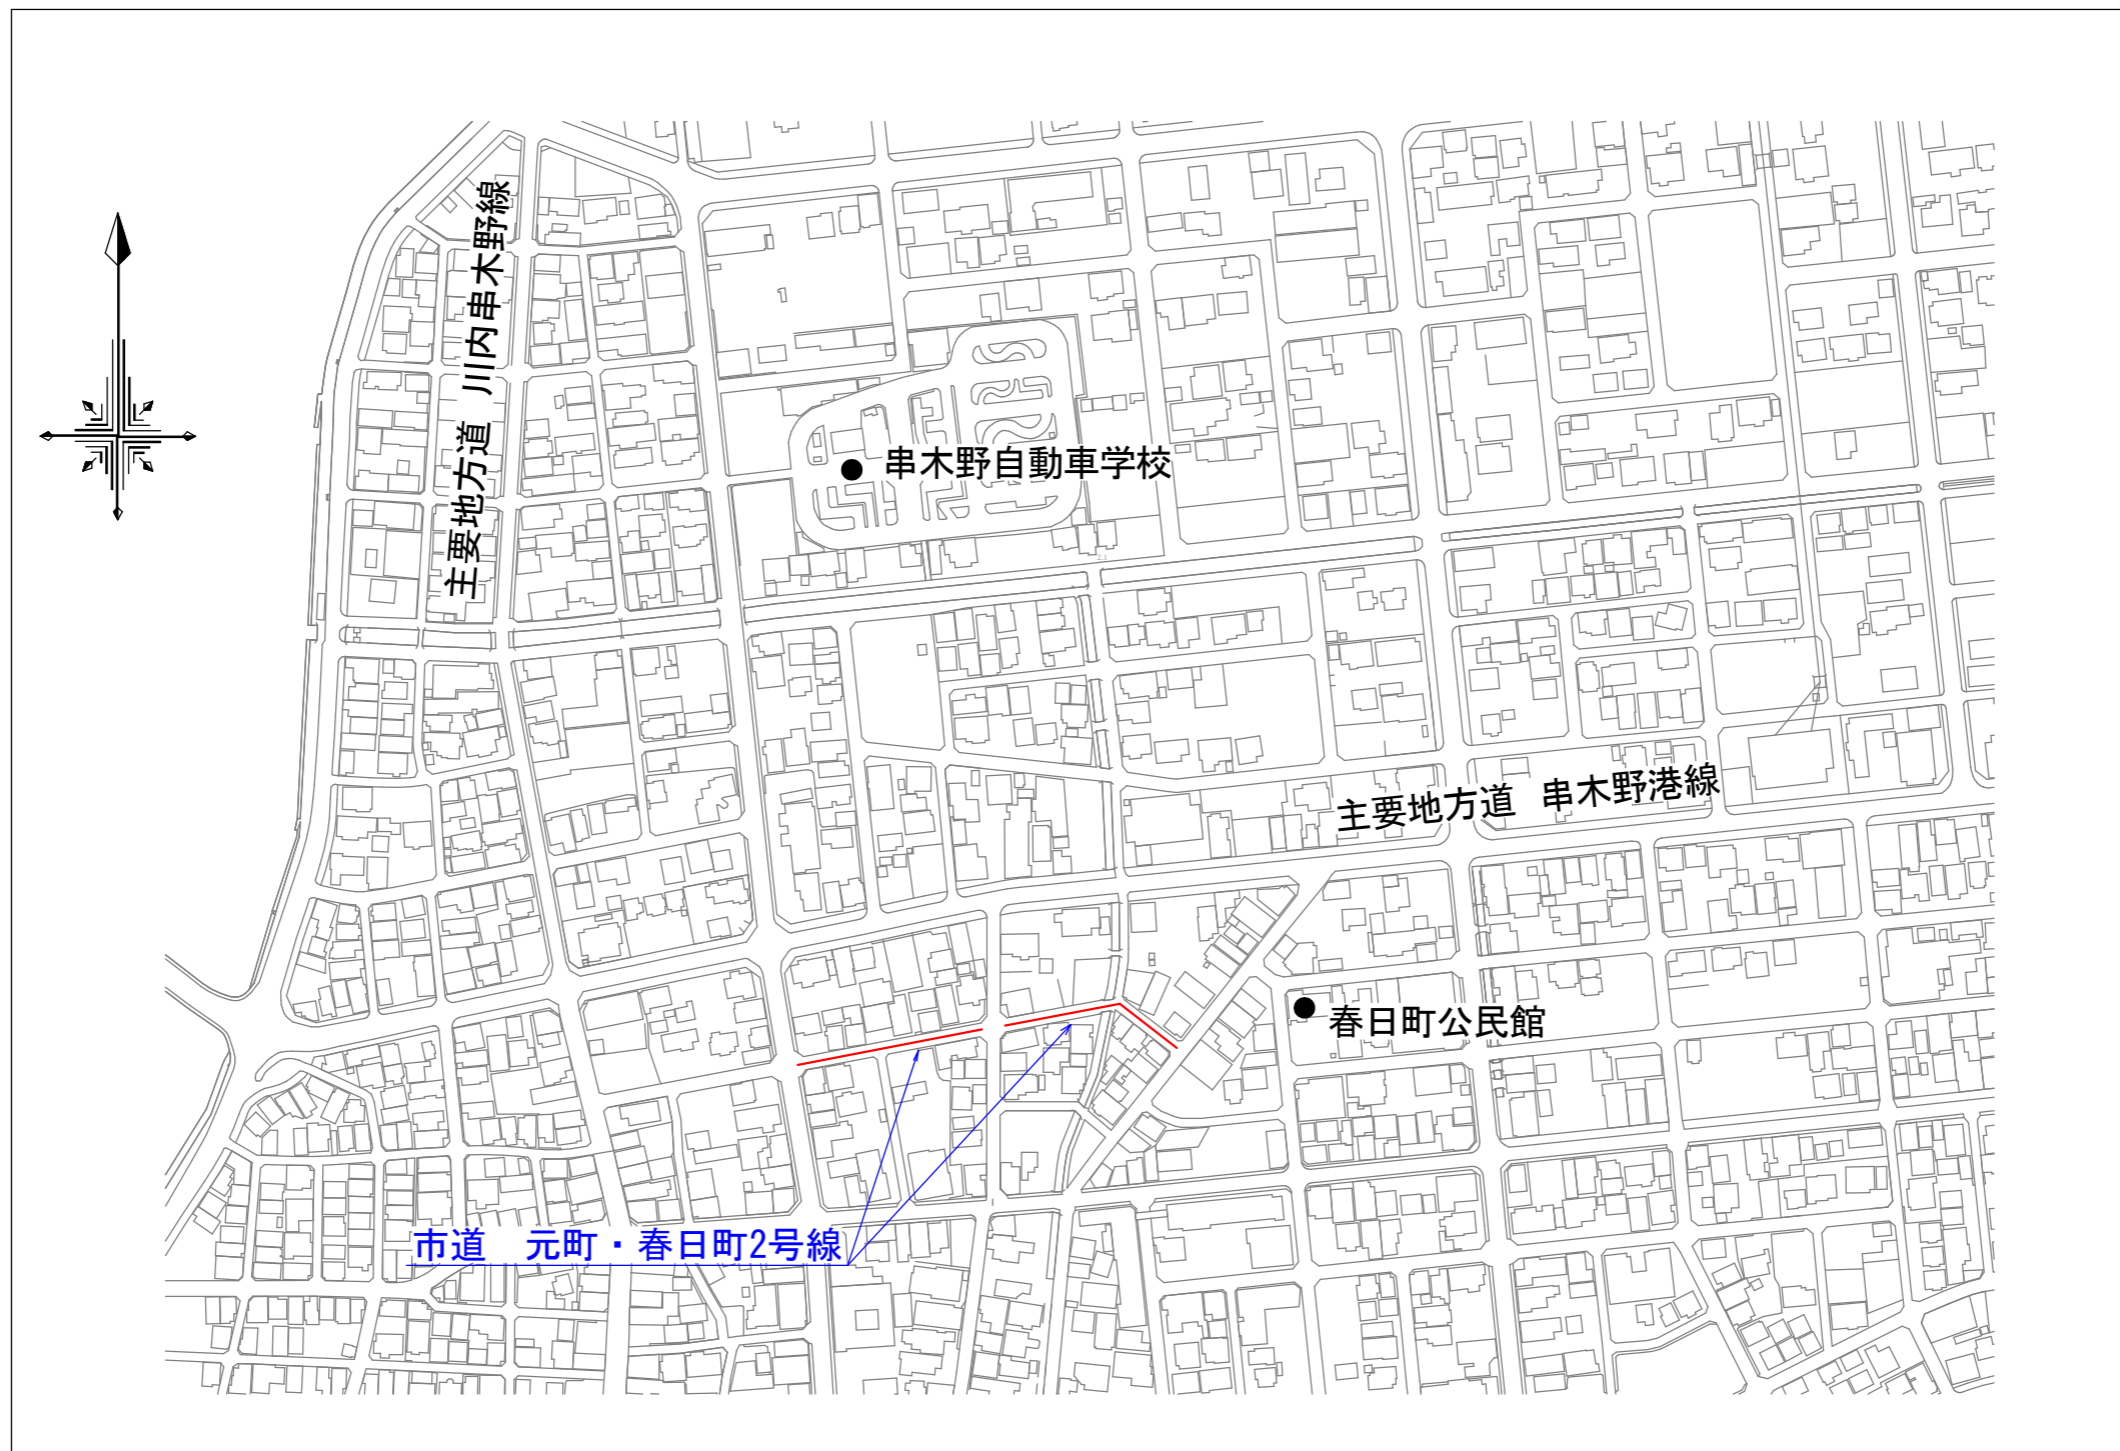 主要地方道　川内串木野線
串木野自動車学校
主要地方道　串木野港線
春日町公民館
市道　元町・春日町2号線